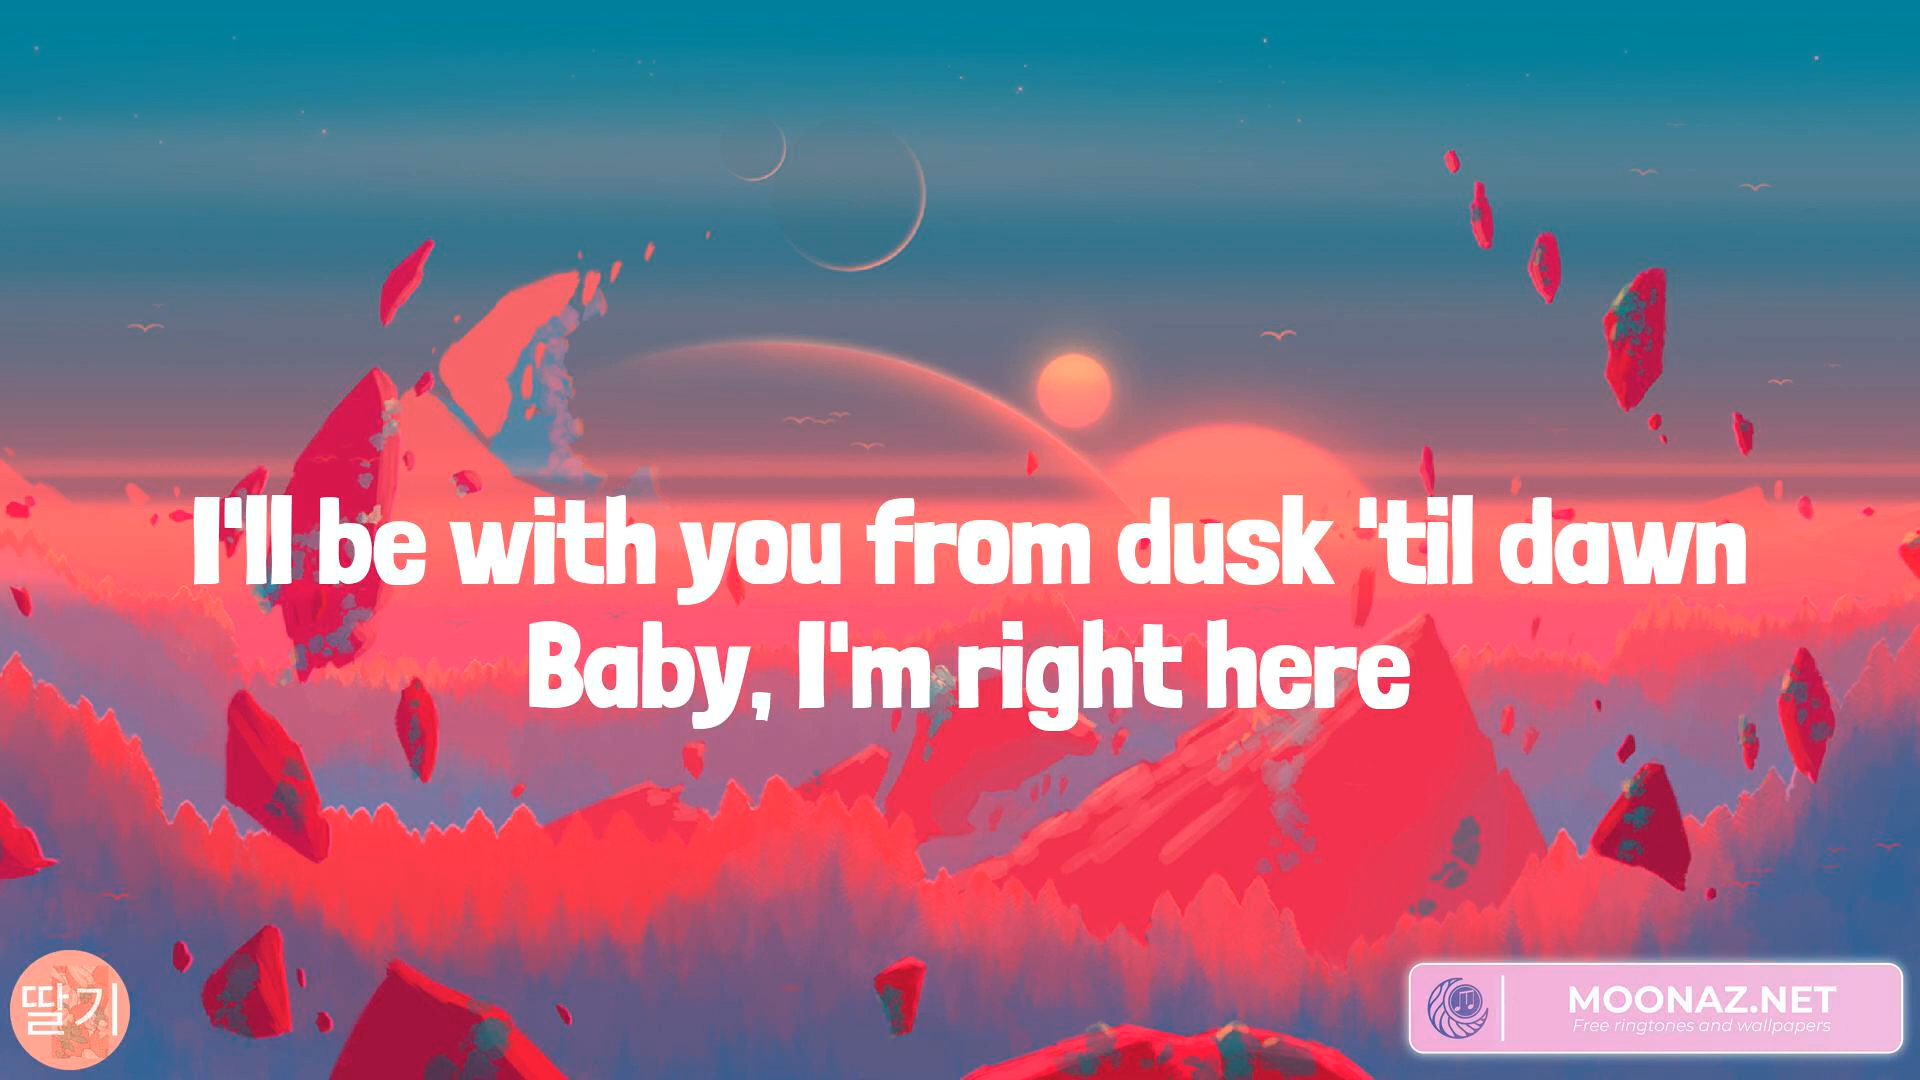 I'll be with you from dusk 'til dawn
Baby, I'm right here
딸기
MOONAZ.NET
Free ringtones and wallpapers